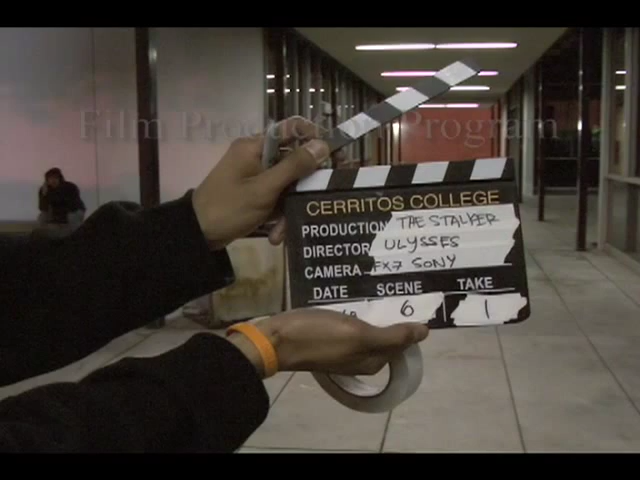 Film Production Program
CERRITOS COLLEGE
PRODUCTION THE STALKER
DIRECTOR ULYSSES
CAMERA FX7 SONY
DATE SCENE TAKE
6 1